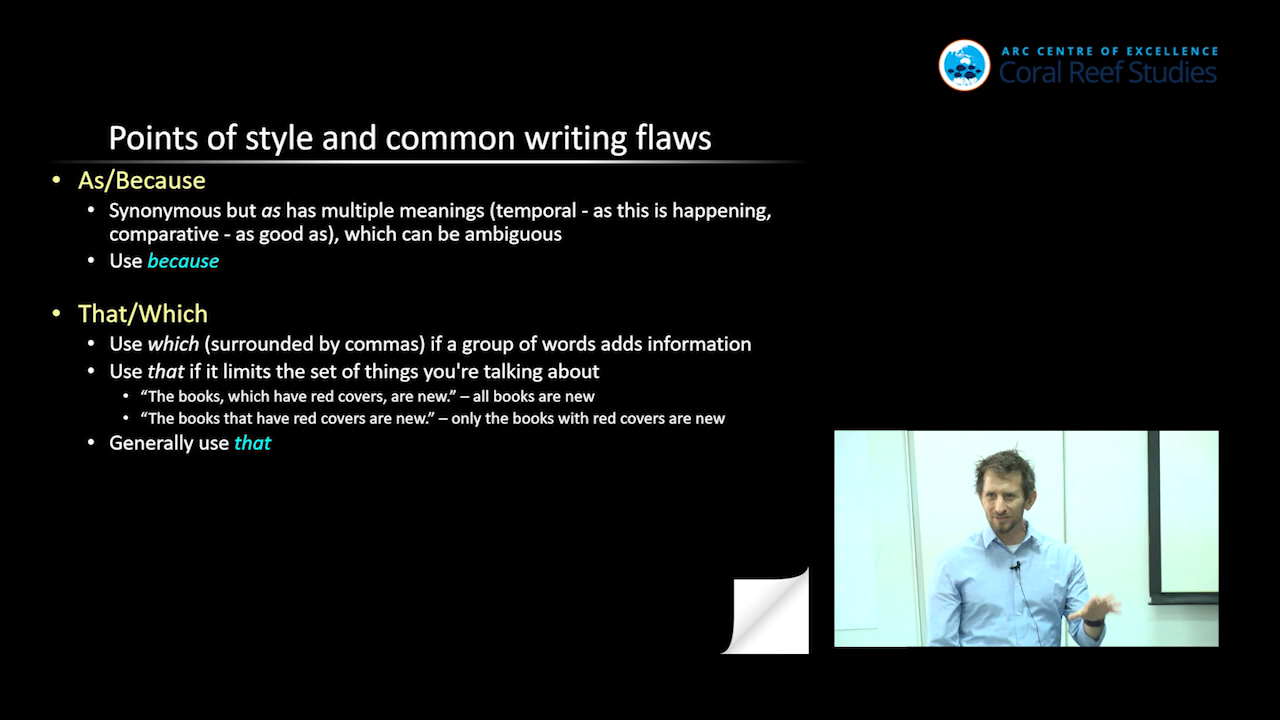 ARC CENTRE OF EXCELLENCE
Coral Reef Studies
Points of style and common writing flaws
• As/Because
• Synonymous but as has multiple meanings (temporal - as this is happening,
comparative - as good as), which can be ambiguous
• Use because
• That/Which
• Use which (surrounded by commas) if a group of words adds information
• Use that if it limits the set of things you're talking about
• “The books, which have red covers, are new.” – all books are new
• “The books that have red covers are new.” – only the books with red covers are new
• Generally use that